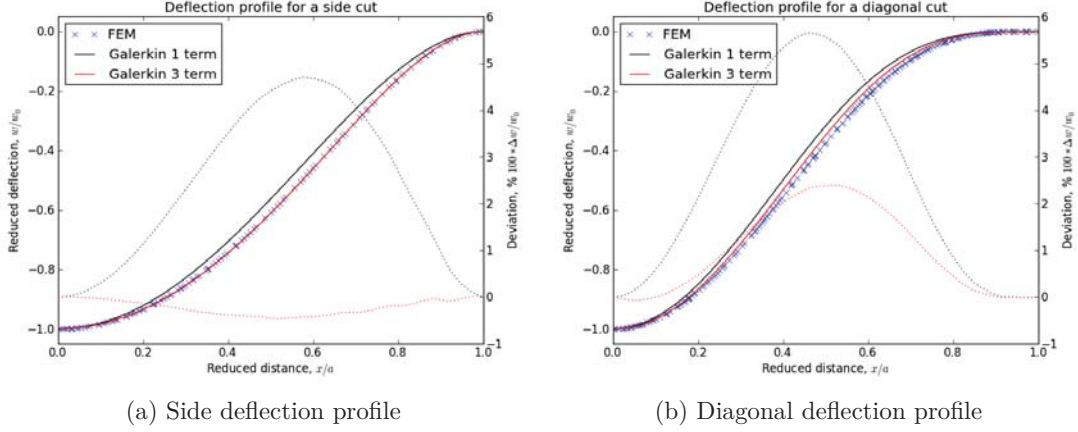 Deflection profile for a side cut
FEM
Galerkin 1 term
Galerkin 3 term
0.0
−0.2
−0.4
−0.6
−0.8
−1.0
Reduced deflection, w/w₀
6
5
4
3
2
1
0
−1
Deviation, % 100∗Δw/w₀
0.0 0.2 0.4 0.6 0.8 1.0
Reduced distance, x/a
(a) Side deflection profile
Deflection profile for a diagonal cut
FEM
Galerkin 1 term
Galerkin 3 term
0.0
−0.2
−0.4
−0.6
−0.8
−1.0
Reduced deflection, w/w₀
6
5
4
3
2
1
0
−1
Deviation, % 100∗Δw/w₀
0.0 0.2 0.4 0.6 0.8 1.0
Reduced distance, x/a
(b) Diagonal deflection profile